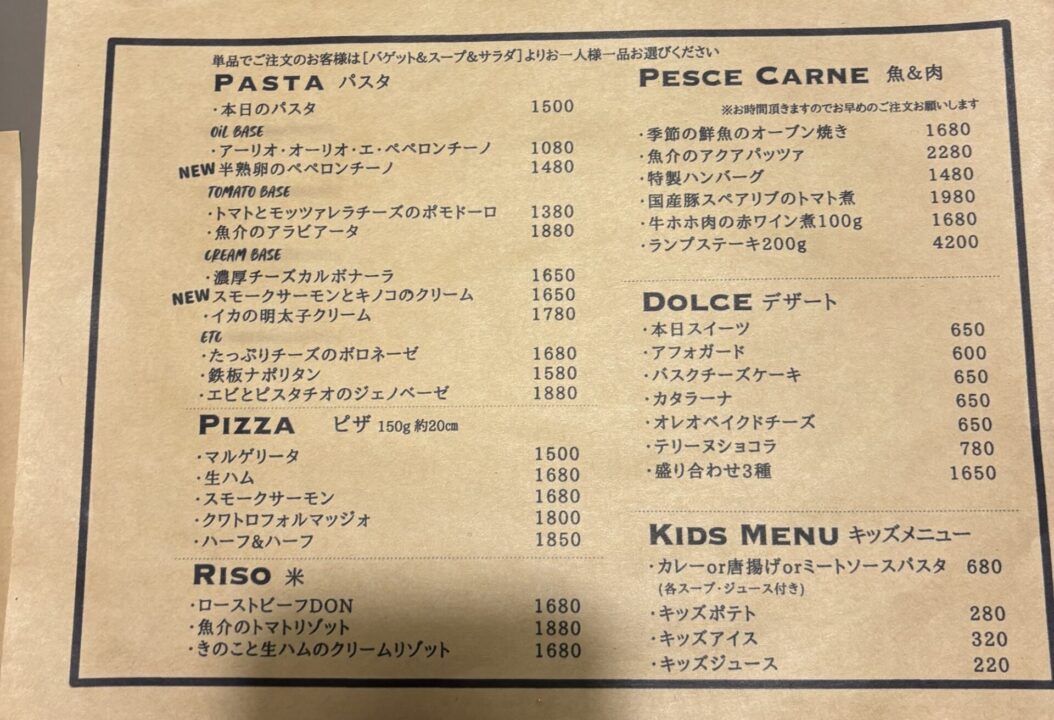 単品でご注文のお客様は[バゲット&スープ&サラダ]よりお一人様一品お選びください
PASTA パスタ
・本日のパスタ 1500
OIL BASE
・アーリオ・オーリオ・エ・ペペロンチーノ 1080
NEW 半熟卵のペペロンチーノ 1480
TOMATO BASE
・トマトとモッツァレラチーズのポモドーロ 1380
・魚介のアラビアータ 1880
CREAM BASE
・濃厚チーズカルボナーラ 1650
NEW スモークサーモンとキノコのクリーム 1650
・イカの明太子クリーム 1780
ETC
・たっぷりチーズのボロネーゼ 1680
・鉄板ナポリタン 1580
・エビとピスタチオのジェノベーゼ 1880
PIZZA ピザ 150g 約20㎝
・マルゲリータ 1500
・生ハム 1680
・スモークサーモン 1680
・クワトロフォルマッジォ 1800
・ハーフ&ハーフ 1850
RISO 米
・ローストビーフDON 1680
・魚介のトマトリゾット 1880
・きのこと生ハムのクリームリゾット 1680
PESCE CARNE 魚&肉
※お時間頂きますのでお早めのご注文お願いします
・季節の鮮魚のオーブン焼き 1680
・魚介のアクアパッツァ 2280
・特製ハンバーグ 1480
・国産豚スペアリブのトマト煮 1980
・牛ホホ肉の赤ワイン煮100g 1680
・ランプステーキ200g 4200
DOLCE デザート
・本日スイーツ 650
・アフォガード 600
・バスクチーズケーキ 650
・カタラーナ 650
・オレオベイクドチーズ 650
・テリーヌショコラ 780
・盛り合わせ3種 1650
KIDS MENU キッズメニュー
・カレーor唐揚げorミートソースパスタ 680
(各スープ・ジュース付き)
・キッズポテト 280
・キッズアイス 320
・キッズジュース 220